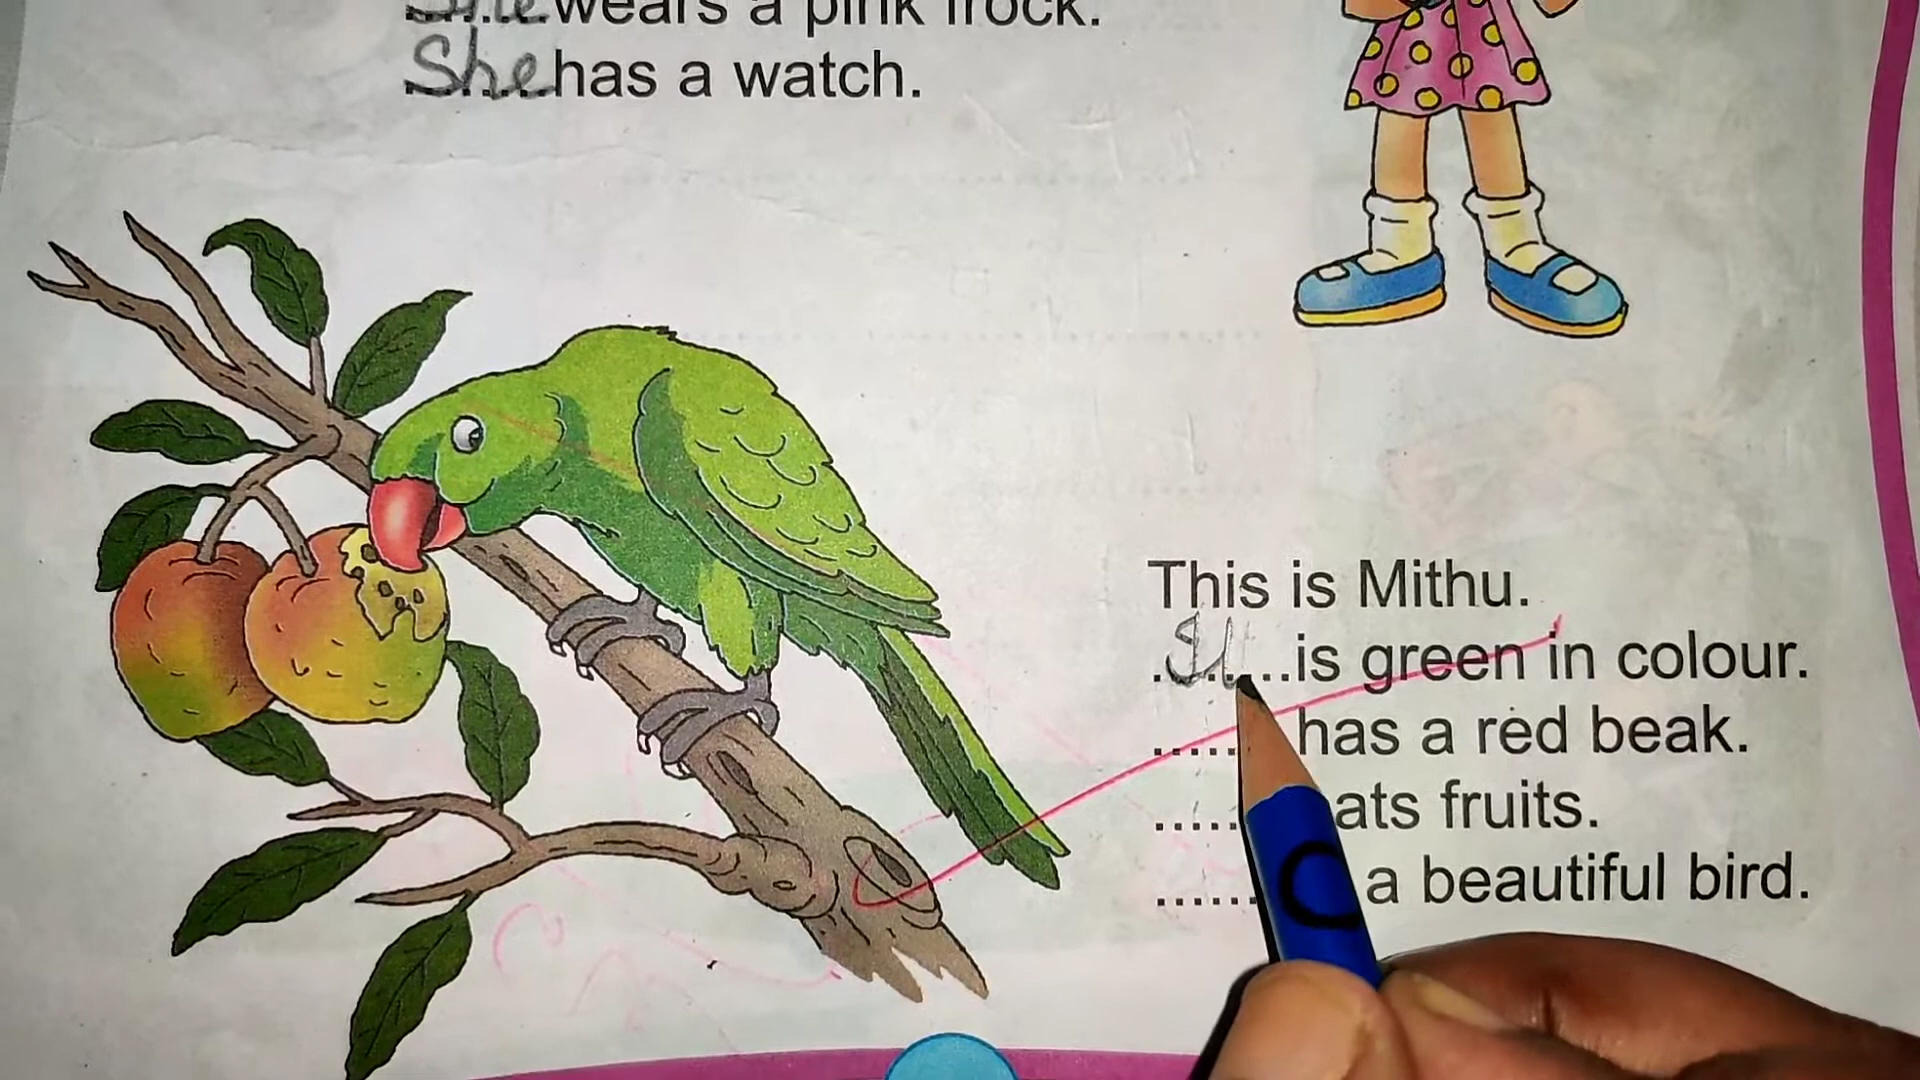 She wears a pink frock.
She has a watch.
This is Mithu.
It is green in colour.
..... has a red beak.
..... ats fruits.
..... a beautiful bird.